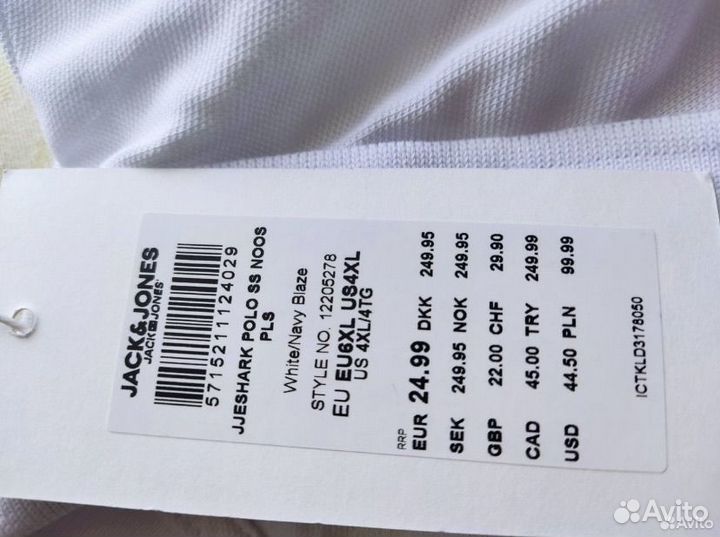 JACK&JONES
JACK JONES
5715211124029
JJESHARK POLO SS NOOS
PLS
White/Navy Blaze
STYLE NO. 12205278
EU EU6XL US4XL
US 4XL/4TG
RRP
EUR 24.99 DKK 249.95
SEK 249.95 NOK 249.95
GBP 22.00 CHF 29.90
CAD 45.00 TRY 249.99
USD 44.50 PLN 99.99
ICTKLD3178050
Avito
Avito